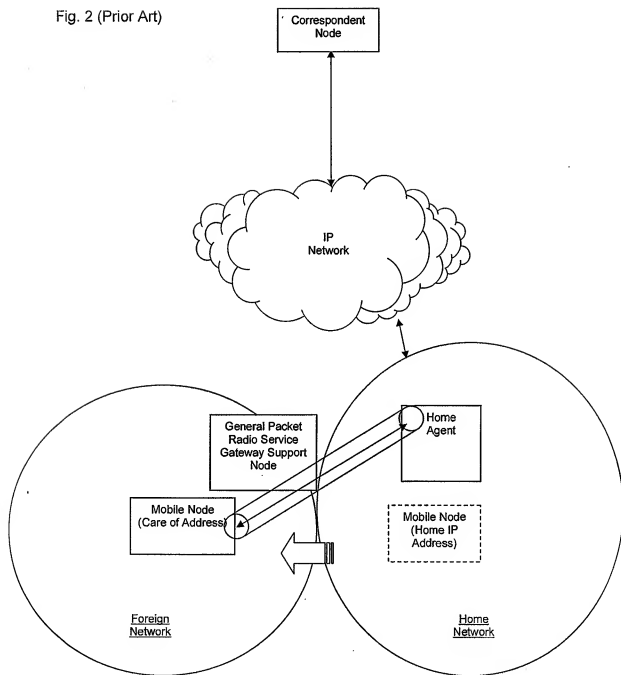 Fig. 2 (Prior Art)
Correspondent
Node
IP
Network
General Packet
Radio Service
Gateway Support
Node
Home
Agent
Mobile Node
(Care of Address)
Mobile Node
(Home IP
Address)
Foreign
Network
Home
Network